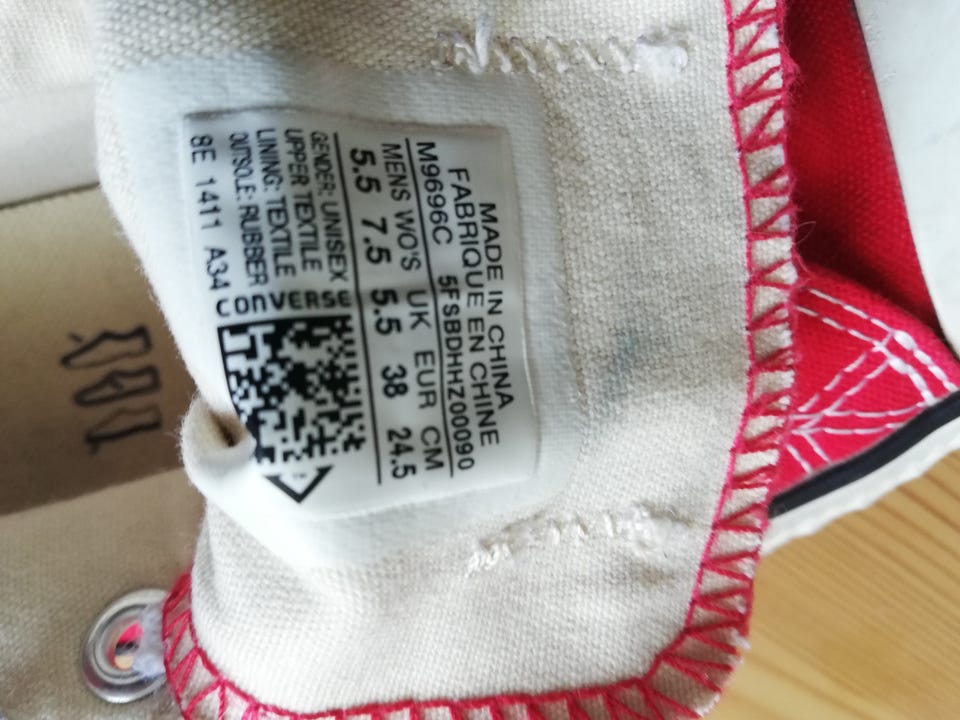 MADE IN CHINA
FABRIQUE EN CHINE
M9696C 5FSBDHHZ00090
MENS WO'S UK EUR CM
5.5 7.5 5.5 38 24.5
GENDER: UNISEX
UPPER: TEXTILE
LINING: TEXTILE
OUTSOLE: RUBBER
8E 1411 A34
CONVERSE